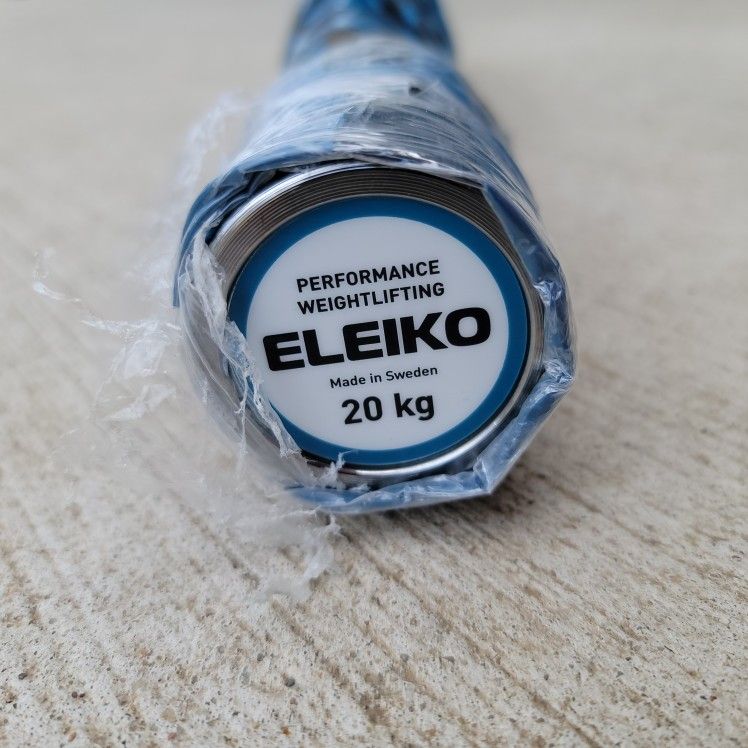 PERFORMANCE
WEIGHTLIFTING
ELEIKO
Made in Sweden
20 kg